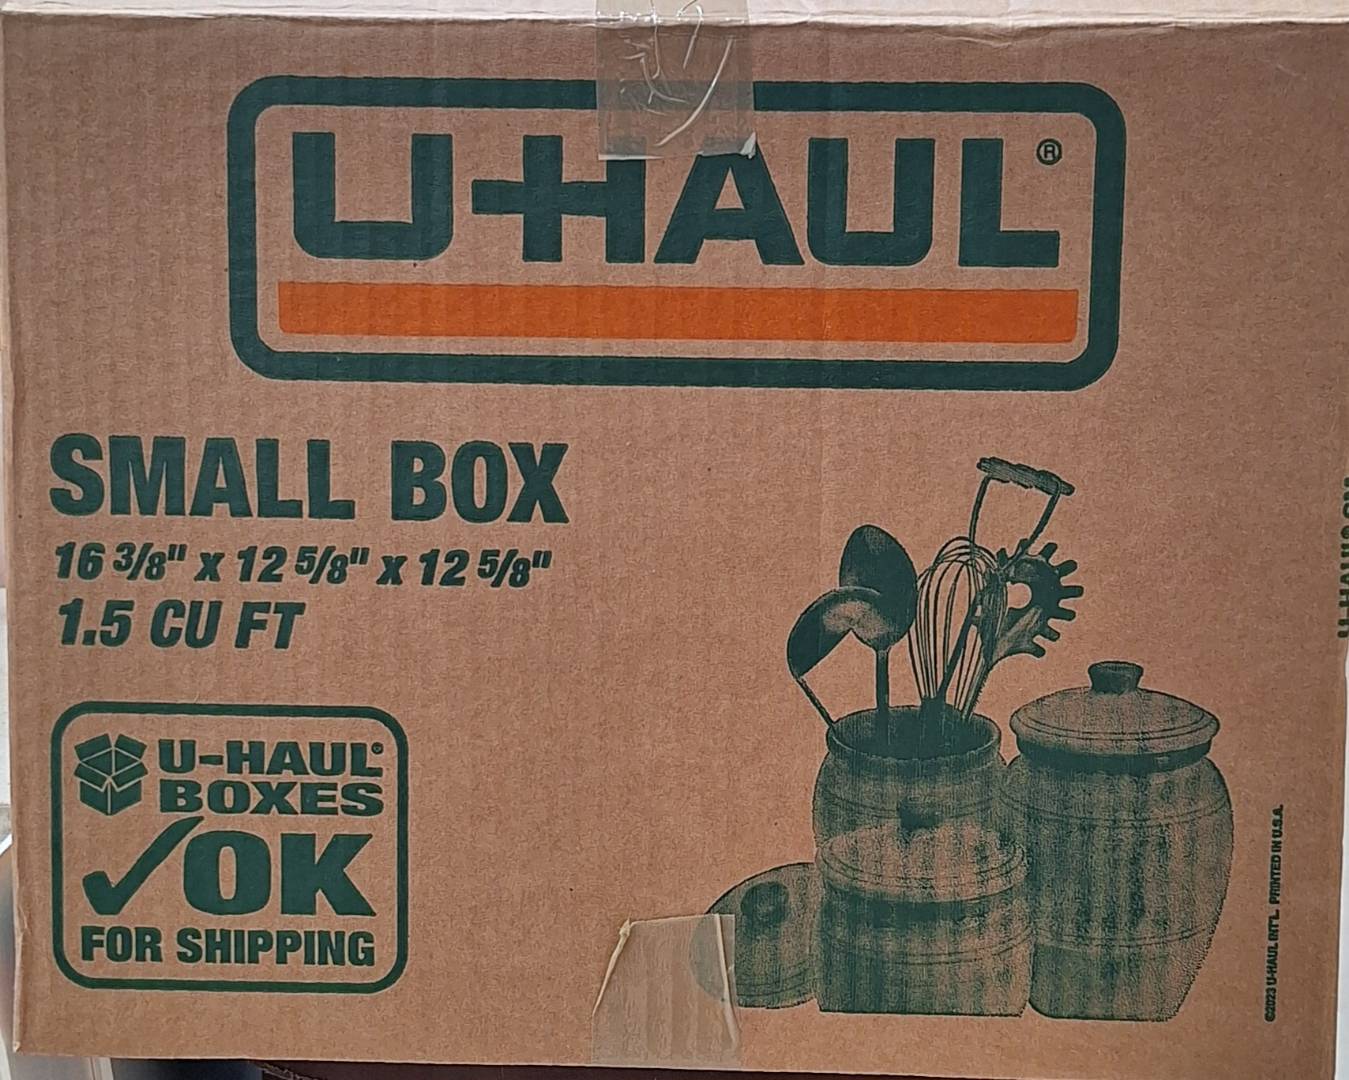 U-HAUL®
SMALL BOX
16 3/8" x 12 5/8" x 12 5/8"
1.5 CU FT
U-HAUL®
BOXES
✓OK
FOR SHIPPING
©2023 U-HAUL INT'L. PRINTED IN U.S.A.